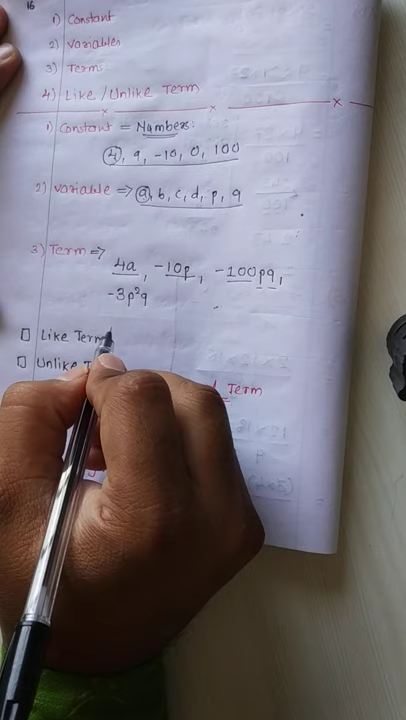 16
1) Constant
2) Variables
3) Terms
4) Like / Unlike Term
1) Constant = Numbers:
4, 9, -10, 0, 100
2) Variable => a, b, c, d, p, q
3) Term =>
4a, -10p, -100pq,
-3p²q
Like Term
Unlike T
Term